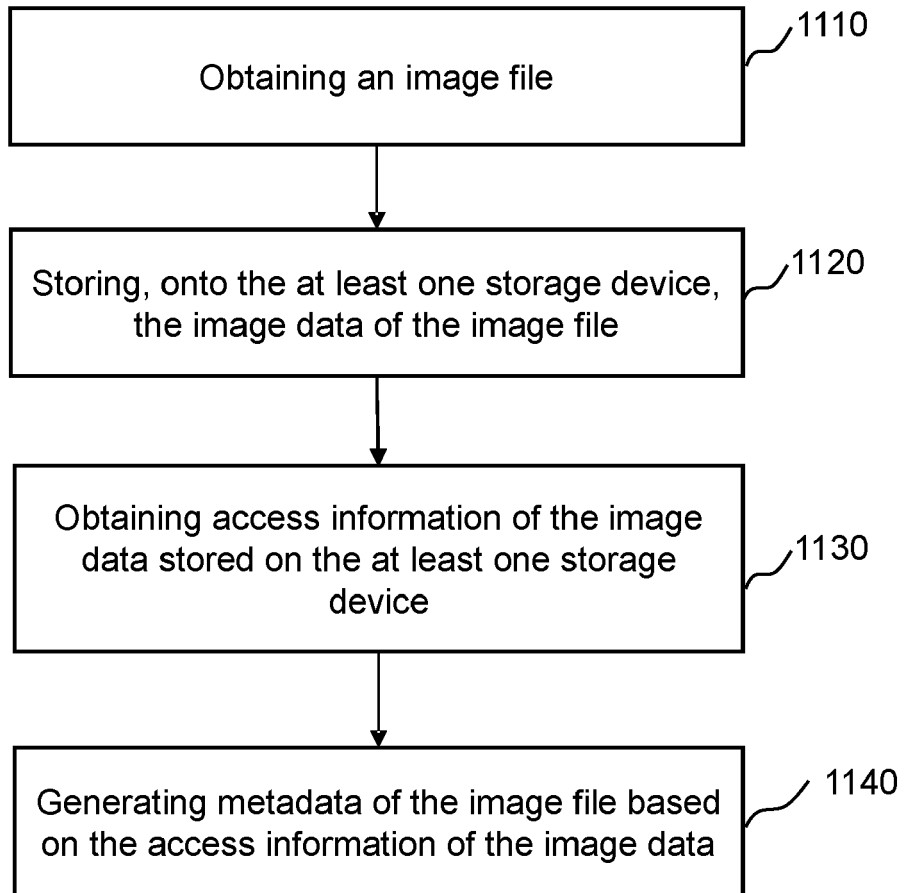 1110
Obtaining an image file
1120
Storing, onto the at least one storage device,
the image data of the image file
1130
Obtaining access information of the image
data stored on the at least one storage
device
1140
Generating metadata of the image file based
on the access information of the image data